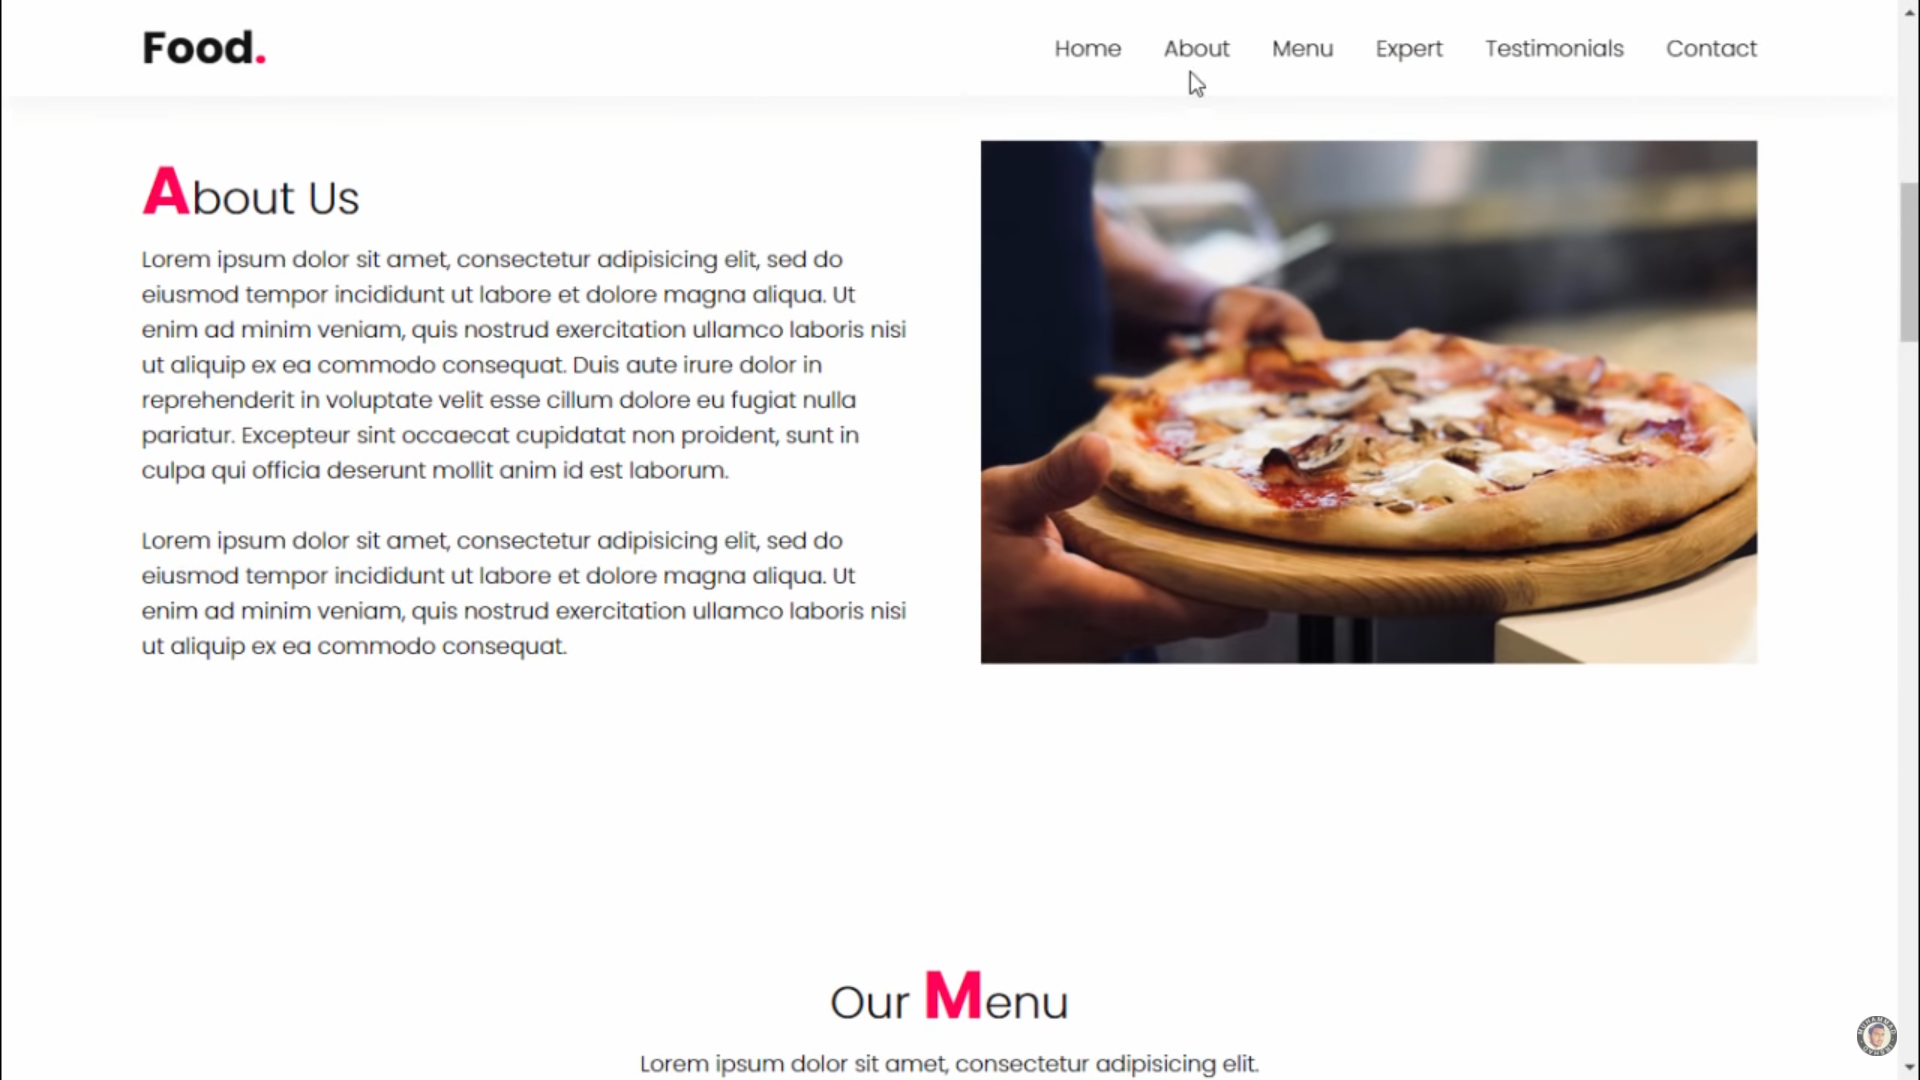 Food.
Home About Menu Expert Testimonials Contact
About Us
Lorem ipsum dolor sit amet, consectetur adipisicing elit, sed do
eiusmod tempor incididunt ut labore et dolore magna aliqua. Ut
enim ad minim veniam, quis nostrud exercitation ullamco laboris nisi
ut aliquip ex ea commodo consequat. Duis aute irure dolor in
reprehenderit in voluptate velit esse cillum dolore eu fugiat nulla
pariatur. Excepteur sint occaecat cupidatat non proident, sunt in
culpa qui officia deserunt mollit anim id est laborum.
Lorem ipsum dolor sit amet, consectetur adipisicing elit, sed do
eiusmod tempor incididunt ut labore et dolore magna aliqua. Ut
enim ad minim veniam, quis nostrud exercitation ullamco laboris nisi
ut aliquip ex ea commodo consequat.
Our Menu
Lorem ipsum dolor sit amet, consectetur adipisicing elit.